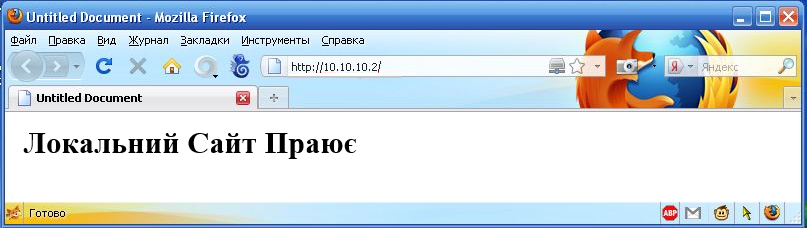 Untitled Document - Mozilla Firefox
Файл Правка Вид Журнал Закладки Инструменты Справка
http://10.10.10.2/ Яндекс
Untitled Document
Локальний Сайт Праює
Готово ABP